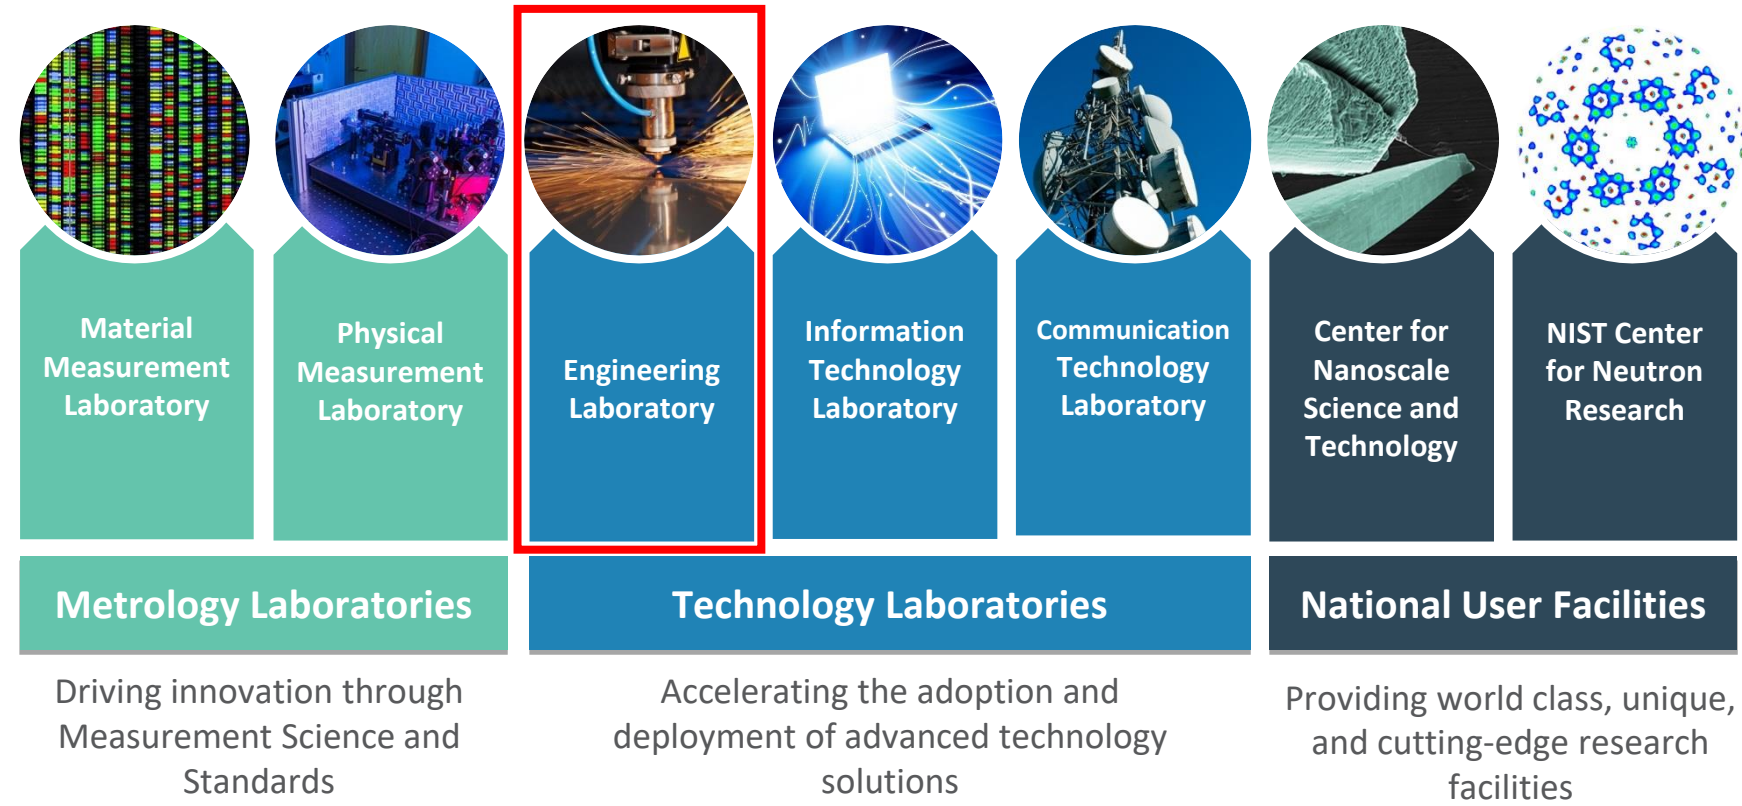 Material
Measurement
Laboratory
Physical
Measurement
Laboratory
Engineering
Laboratory
Information
Technology
Laboratory
Communication
Technology
Laboratory
Center for
Nanoscale
Science and
Technology
NIST Center
for Neutron
Research
Metrology Laboratories
Technology Laboratories
National User Facilities
Driving innovation through
Measurement Science and
Standards
Accelerating the adoption and
deployment of advanced technology
solutions
Providing world class, unique,
and cutting-edge research
facilities